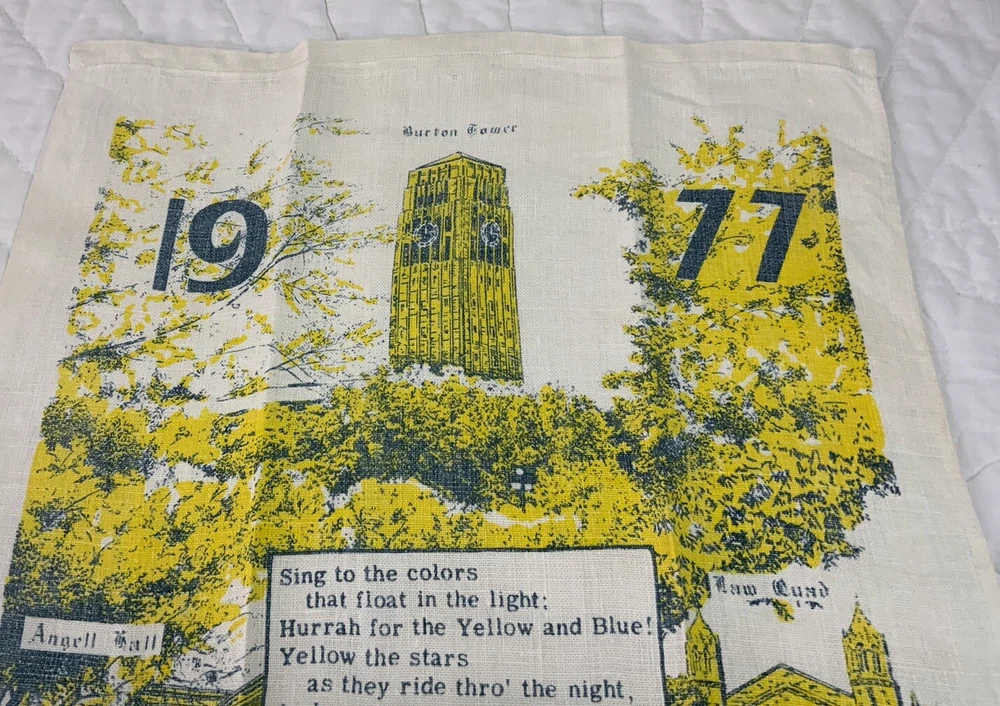 Burton Tower
19 77
Sing to the colors
that float in the light;
Hurrah for the Yellow and Blue!
Yellow the stars
as they ride thro' the night,
Law Quad
Angell Hall